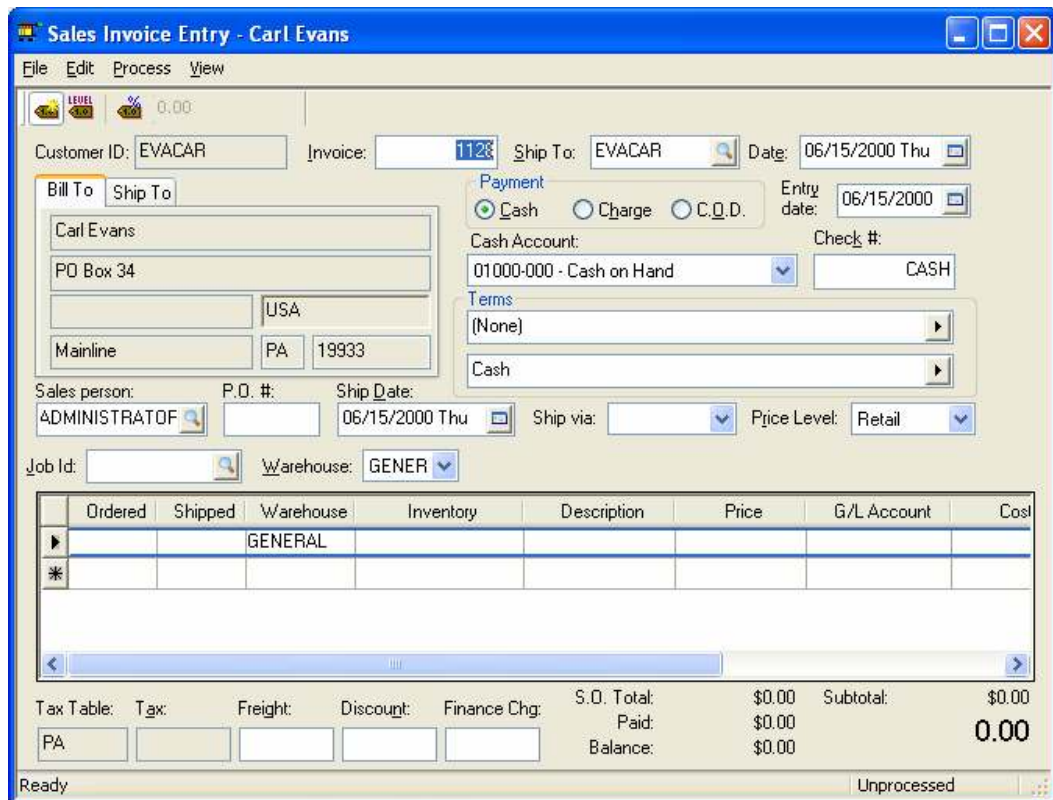 Sales Invoice Entry - Carl Evans
File Edit Process View
LEVEL % 0.00
Customer ID: EVACAR Invoice: 1128 Ship To: EVACAR Date: 06/15/2000 Thu
Bill To Ship To Payment Entry date: 06/15/2000
Cash Charge C.O.D.
Carl Evans
PO Box 34
USA
Mainline PA 19933
Cash Account: Check #:
01000-000 - Cash on Hand CASH
Terms
(None)
Cash
Sales person: P.O. #: Ship Date:
ADMINISTRATOF 06/15/2000 Thu Ship via: Price Level: Retail
Job Id: Warehouse: GENER
Ordered Shipped Warehouse Inventory Description Price G/L Account Cost
GENERAL
Tax Table: Tax: Freight: Discount: Finance Chg:
PA
S.O. Total: $0.00 Subtotal: $0.00
Paid: $0.00 0.00
Balance: $0.00
Ready Unprocessed